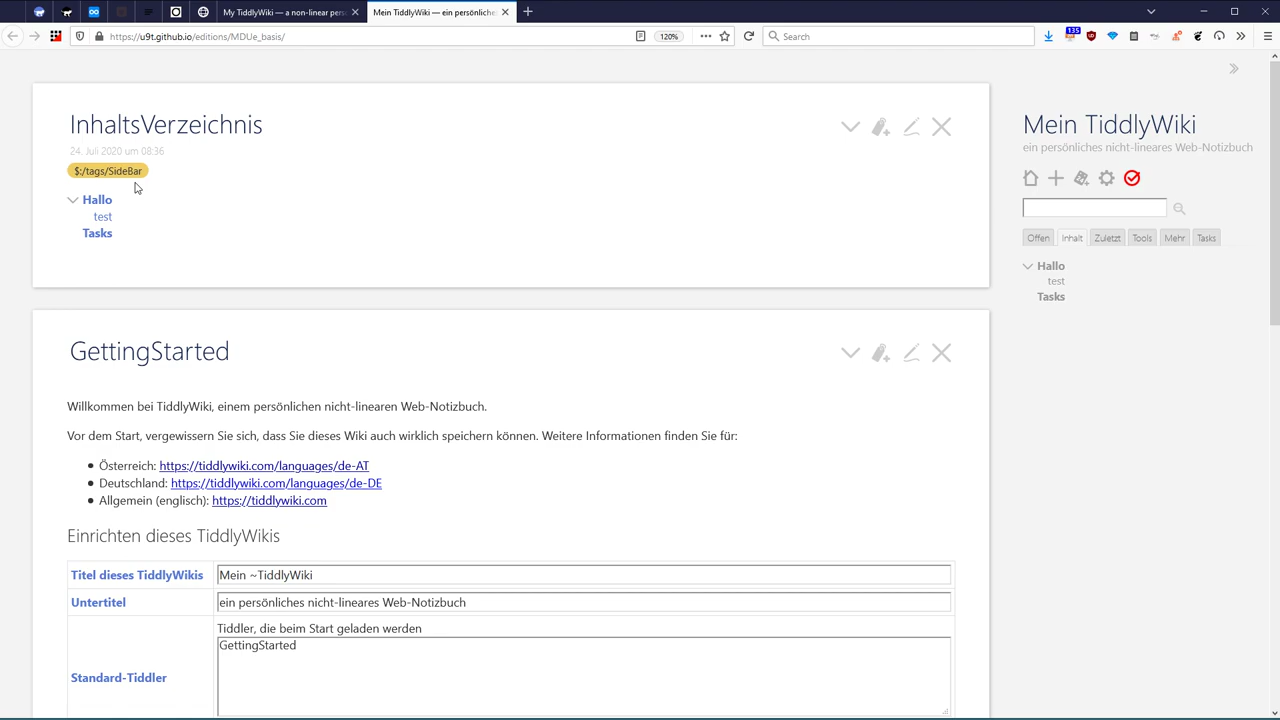 My TiddlyWiki — a non-linear pers
Mein TiddlyWiki — ein persönliche
https://u9t.github.io/editions/MDUe_basis/
120%
Search
135
InhaltsVerzeichnis
24. Juli 2020 um 08:36
$:/tags/SideBar
Hallo
test
Tasks
Mein TiddlyWiki
ein persönliches nicht-lineares Web-Notizbuch
Offen Inhalt Zuletzt Tools Mehr Tasks
Hallo
test
Tasks
GettingStarted
Willkommen bei TiddlyWiki, einem persönlichen nicht-linearen Web-Notizbuch.
Vor dem Start, vergewissern Sie sich, dass Sie dieses Wiki auch wirklich speichern können. Weitere Informationen finden Sie für:
Österreich: https://tiddlywiki.com/languages/de-AT
Deutschland: https://tiddlywiki.com/languages/de-DE
Allgemein (englisch): https://tiddlywiki.com
Einrichten dieses TiddlyWikis
Titel dieses TiddlyWikis Mein ~TiddlyWiki
Untertitel ein persönliches nicht-lineares Web-Notizbuch
Tiddler, die beim Start geladen werden
GettingStarted
Standard-Tiddler